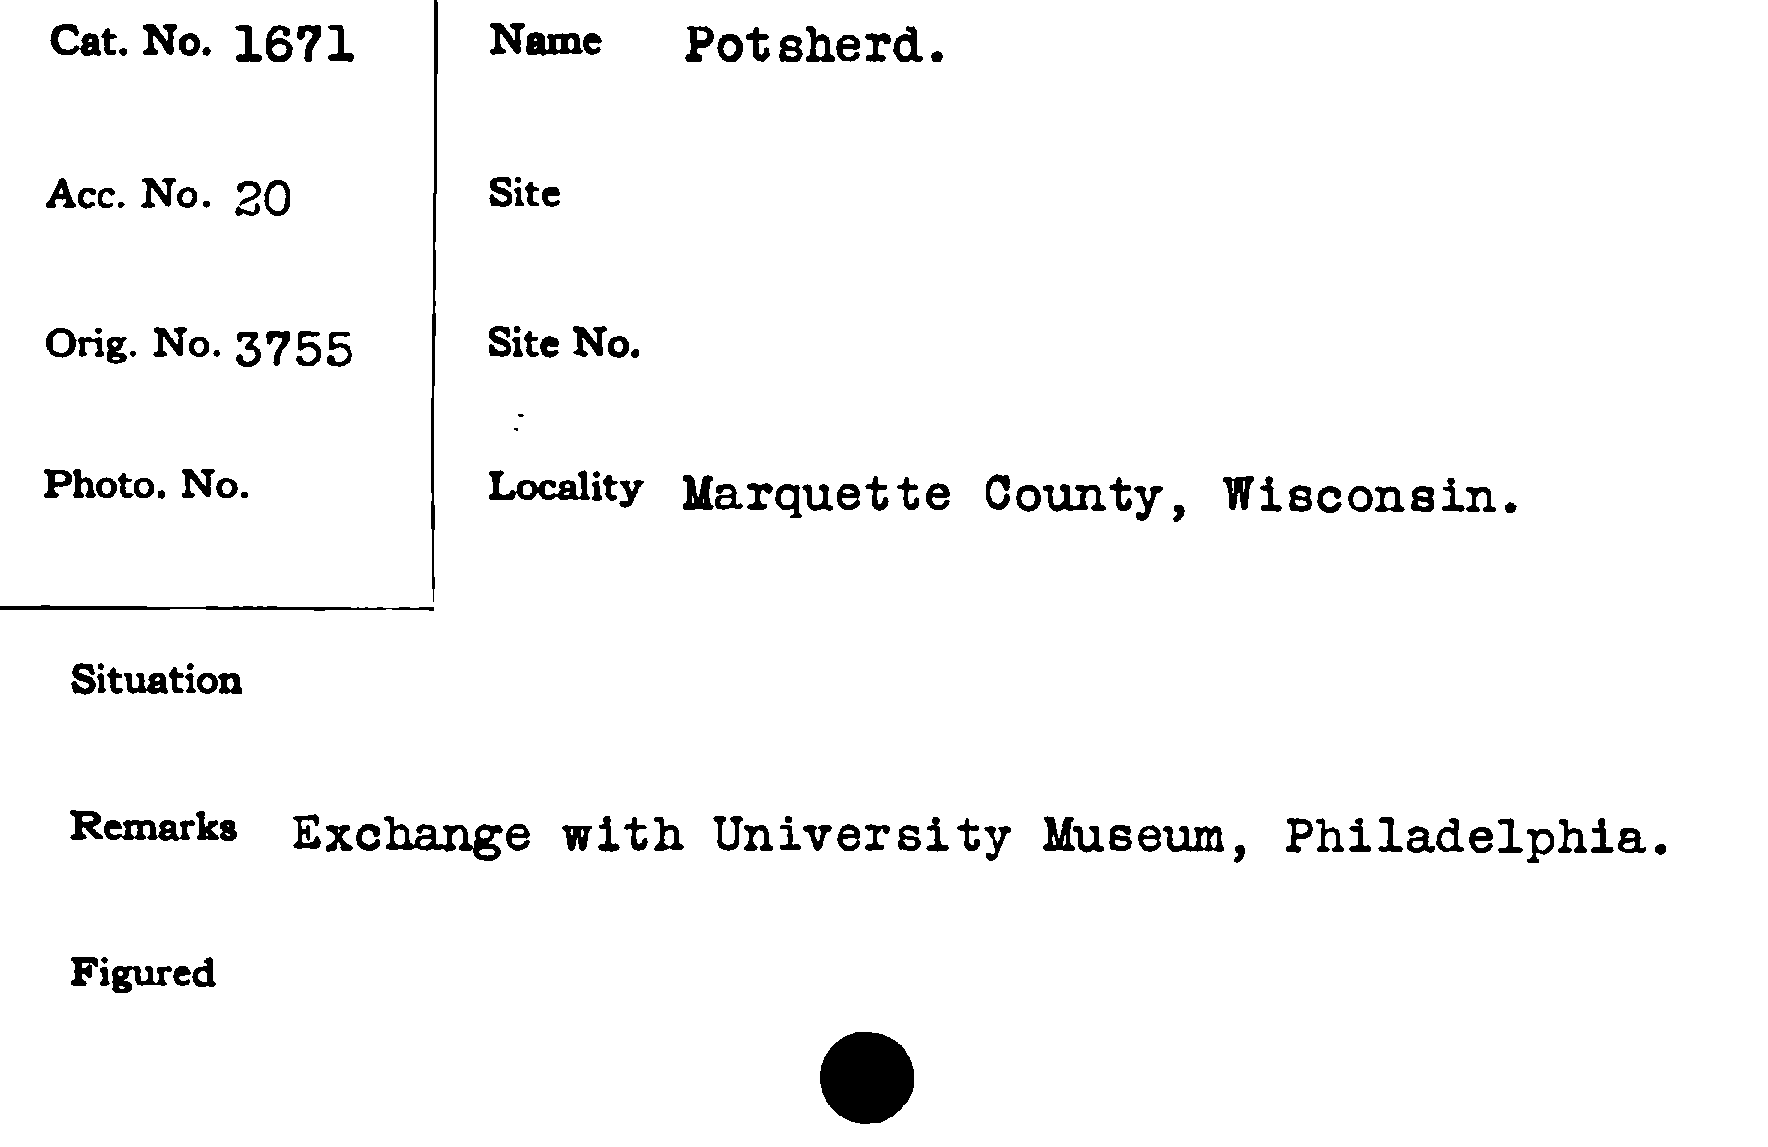 Cat. No. 1671
Name Potsherd.
Acc. No. 20
Site
Orig. No. 3755
Site No.
Photo. No.
Locality Marquette County, Wisconsin.
Situation
Remarks Exchange with University Museum, Philadelphia.
Figured